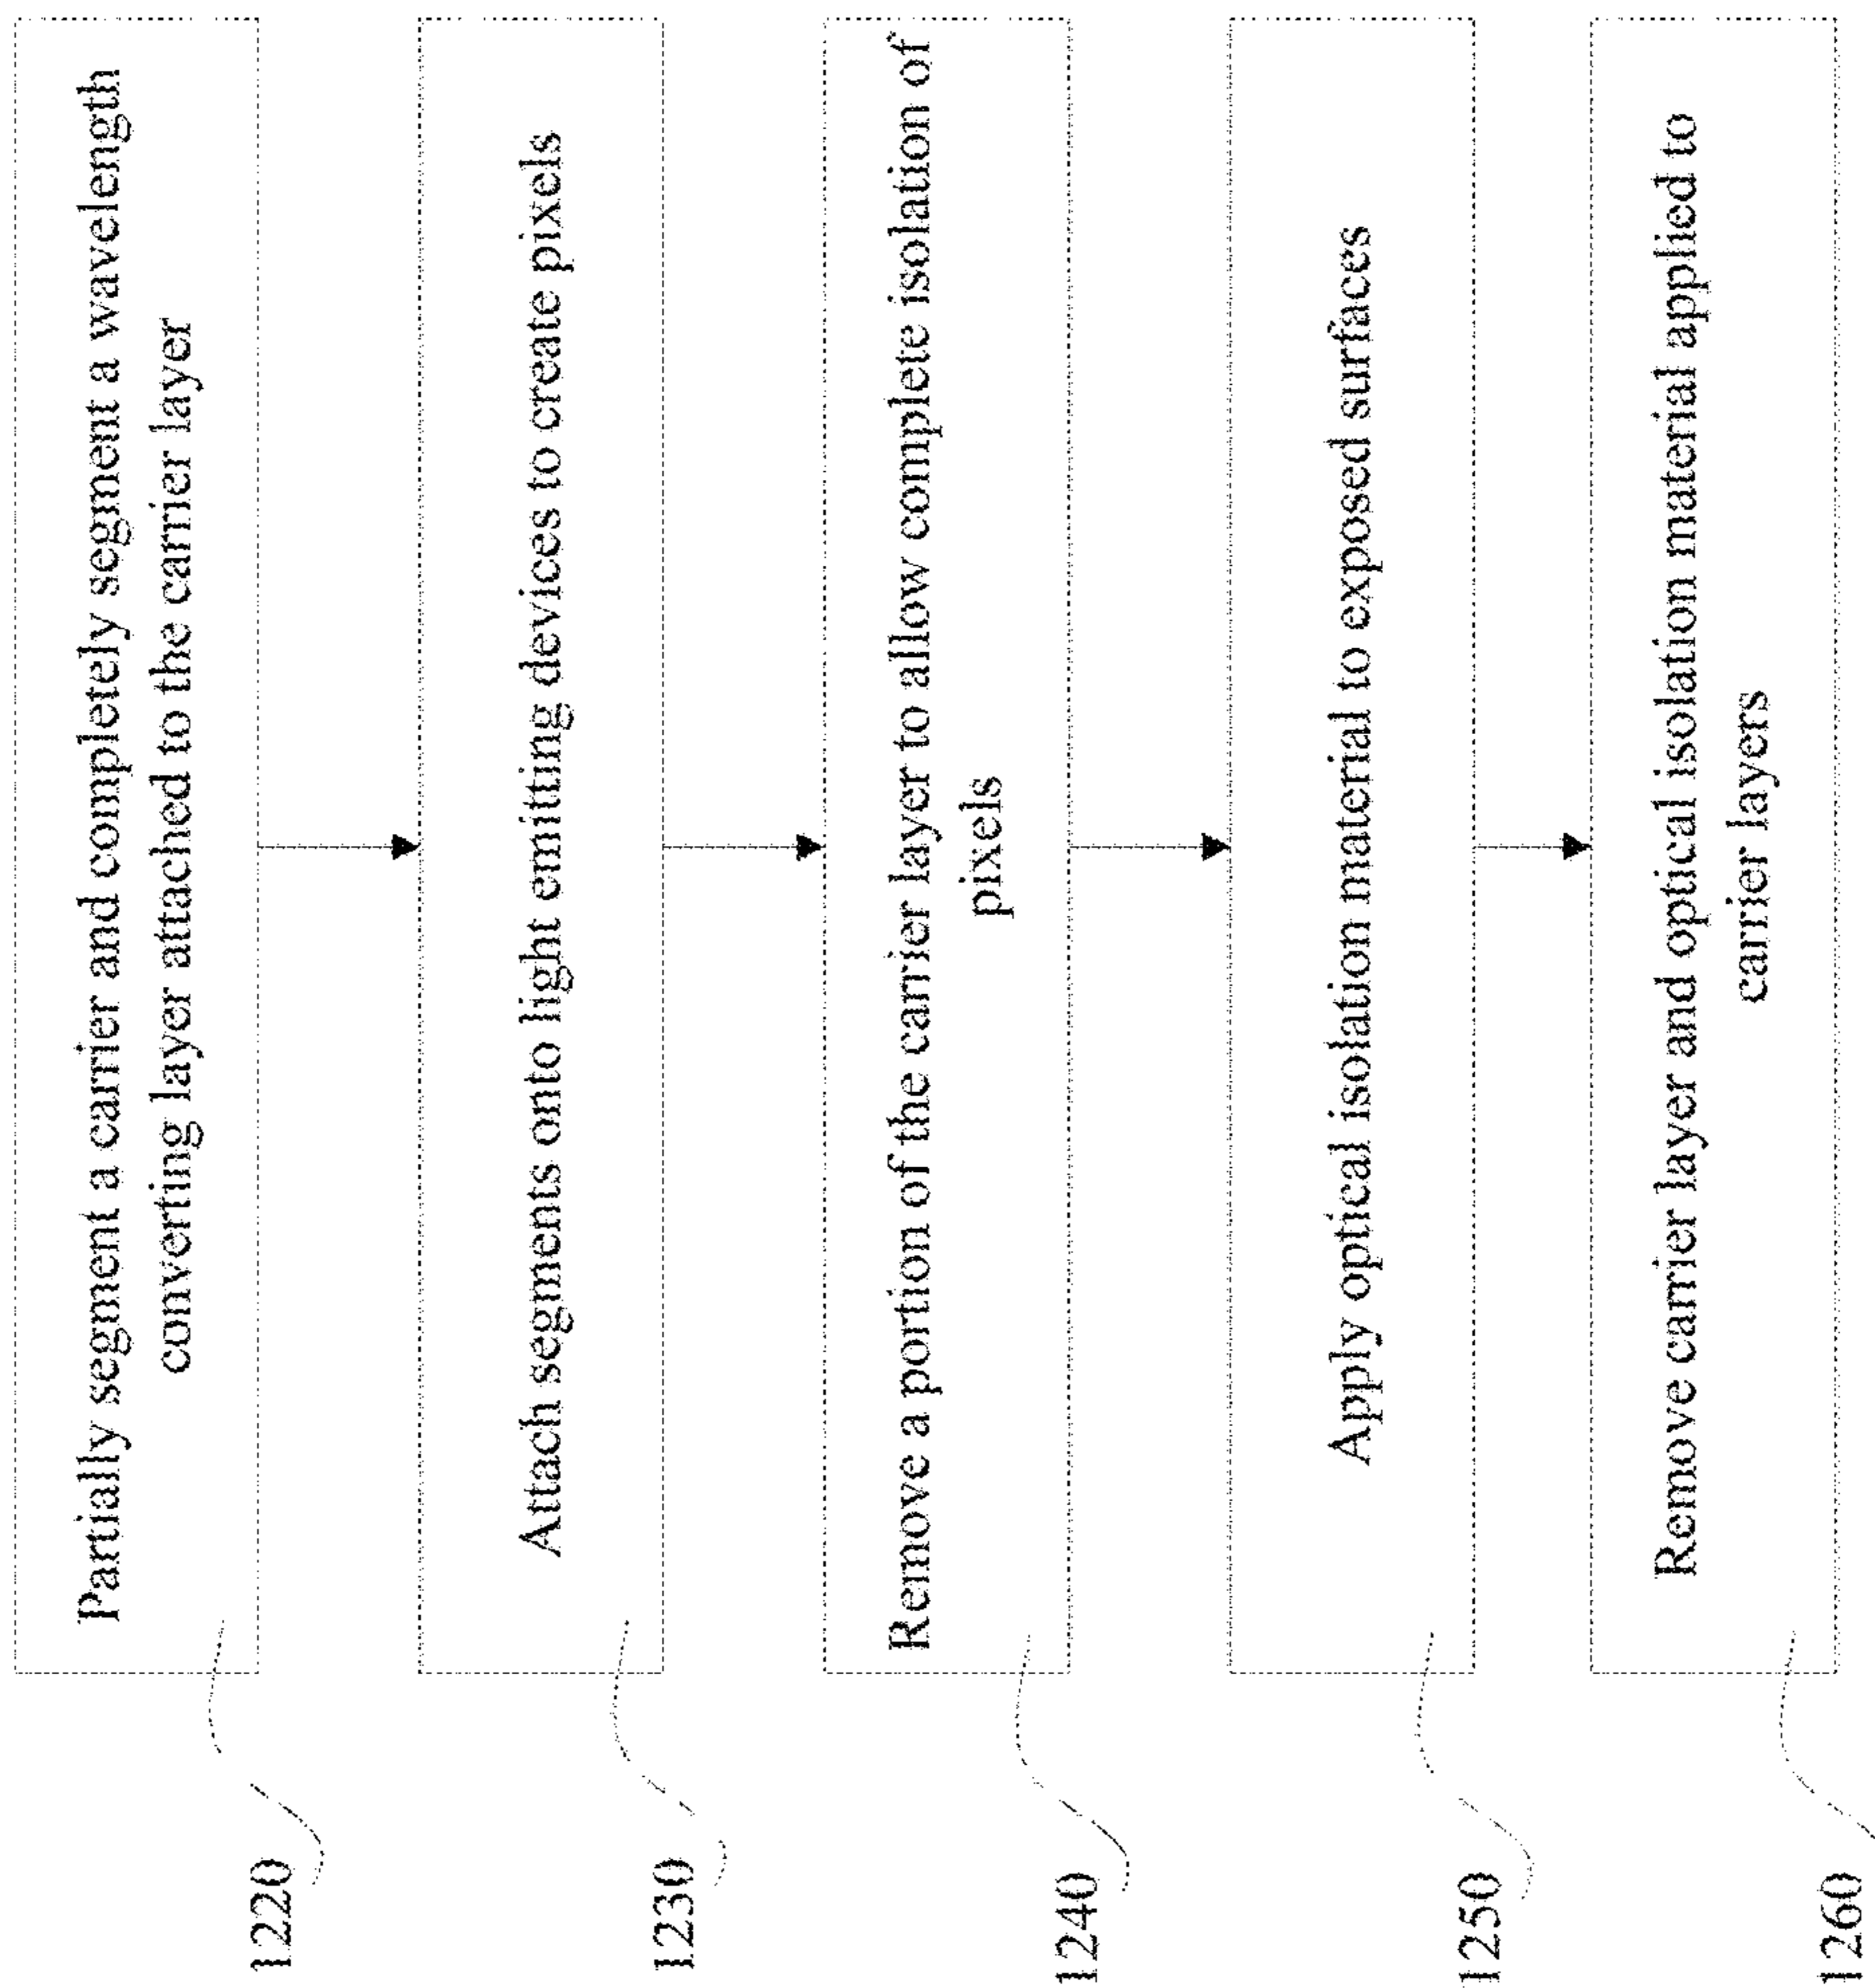 Partially segment a carrier and completely segment a wavelength
converting layer attached to the carrier layer
1220
Attach segments onto light emitting devices to create pixels
1230
Remove a portion of the carrier layer to allow complete isolation of
pixels
1240
Apply optical isolation material to exposed surfaces
1250
Remove carrier layer and optical isolation material applied to
carrier layers
1260